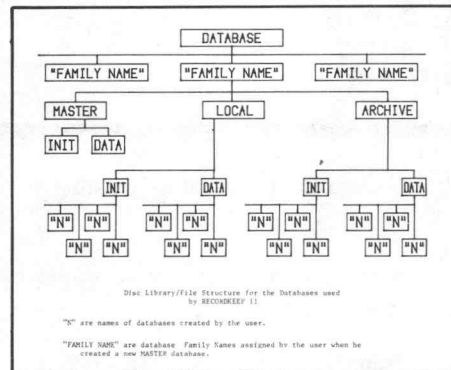 DATABASE
"FAMILY NAME" "FAMILY NAME" "FAMILY NAME"
MASTER LOCAL ARCHIVE
INIT DATA
INIT DATA INIT DATA
"N" "N" "N" "N" "N" "N" "N" "N"
"N" "N" "N" "N" "N" "N" "N" "N"
Disc Library/File Structure for the Databases used
by RECORDKEEP II
"N" are names of databases created by the user.
"FAMILY NAME" are database Family Names assigned by the user when he
created a new MASTER database.